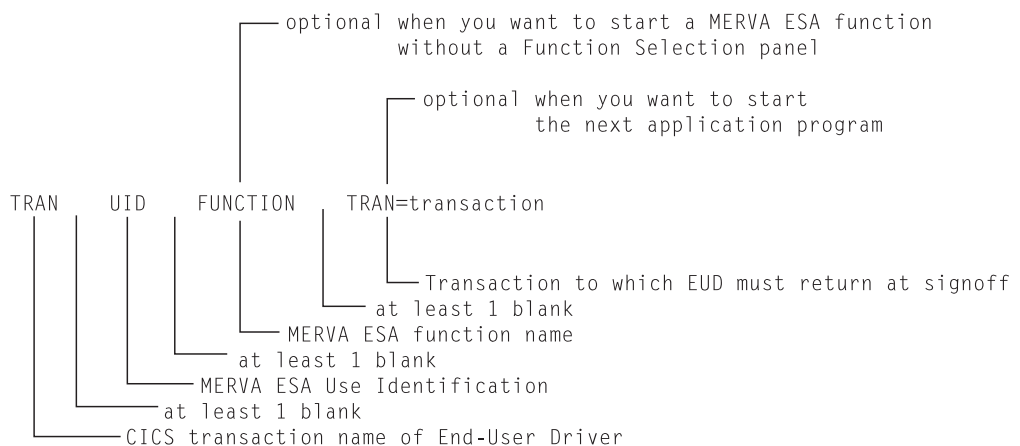 optional when you want to start a MERVA ESA function
without a Function Selection panel
optional when you want to start
the next application program
TRAN UID FUNCTION TRAN=transaction
Transaction to which EUD must return at signoff
at least 1 blank
MERVA ESA function name
at least 1 blank
MERVA ESA Use Identification
at least 1 blank
CICS transaction name of End-User Driver